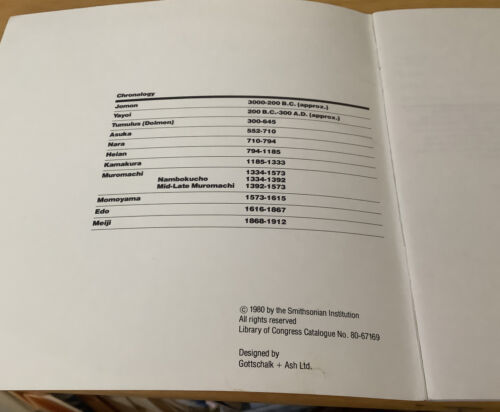 Chronology
Jomon 3000-200 B.C. (approx.)
Yayoi 200 B.C.-300 A.D. (approx.)
Tumulus (Dolmen) 300-645
Asuka 552-710
Nara 710-794
Heian 794-1185
Kamakura 1185-1333
Muromachi 1334-1573
Nambokucho 1334-1392
Mid-Late Muromachi 1392-1573
Momoyama 1573-1615
Edo 1616-1867
Meiji 1868-1912
© 1980 by the Smithsonian Institution
All rights reserved
Library of Congress Catalogue No. 80-67169
Designed by
Gottschalk + Ash Ltd.